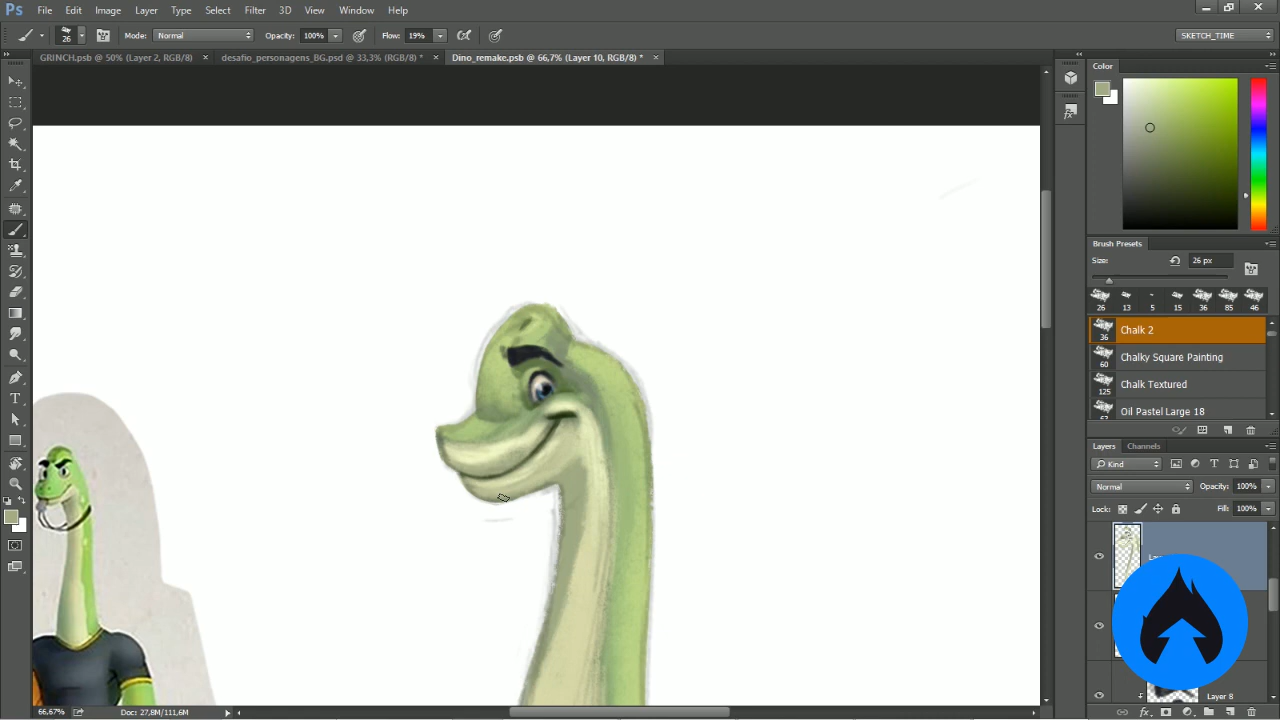 Ps File Edit Image Layer Type Select Filter 3D View Window Help
26 Mode: Normal Opacity: 100% Flow: 19% SKETCH_TIME
GRINCH.psb @ 50% (Layer 2, RGB/8) × desafio_personagens_BG.psd @ 33,3% (RGB/8) * × Dino_remake.psb @ 66,7% (Layer 10, RGB/8) * ×
Color
Brush Presets
Size: 26 px
26 13 5 15 36 85 46
36 Chalk 2
60 Chalky Square Painting
125 Chalk Textured
Oil Pastel Large 18
Layers Channels
Kind
Normal Opacity: 100%
Lock: Fill: 100%
Layer 8
66,67% Doc: 27,8M/111,6M
fx